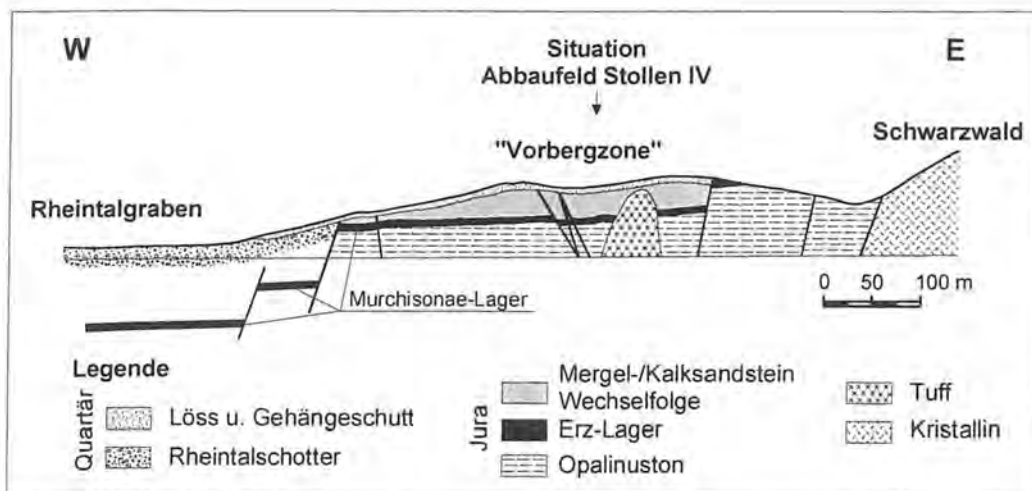 W
E
Situation
Abbaufeld Stollen IV
Schwarzwald
"Vorbergzone"
Rheintalgraben
Murchisonae-Lager
0 50 100 m
Legende
Quartär
Löss u. Gehängeschutt
Rheintalschotter
Jura
Mergel-/Kalksandstein
Wechselfolge
Erz-Lager
Opalinuston
Tuff
Kristallin